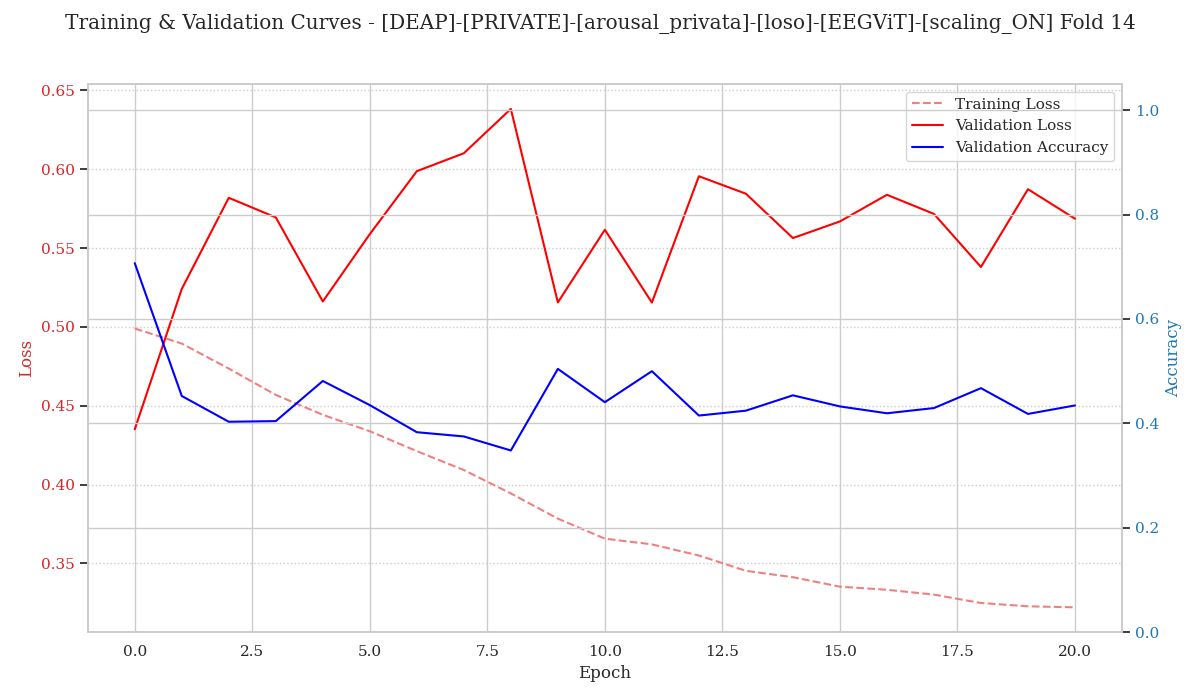 Training & Validation Curves - [DEAP]-[PRIVATE]-[arousal_privata]-[loso]-[EEGViT]-[scaling_ON] Fold 14
Training Loss
Validation Loss
Validation Accuracy
Loss
0.65
0.60
0.55
0.50
0.45
0.40
0.35
Accuracy
1.0
0.8
0.6
0.4
0.2
0.0
0.0 2.5 5.0 7.5 10.0 12.5 15.0 17.5 20.0
Epoch